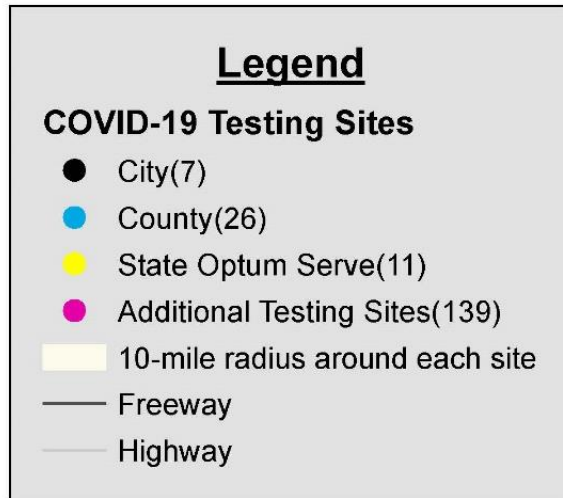 Legend
COVID-19 Testing Sites
City(7)
County(26)
State Optum Serve(11)
Additional Testing Sites(139)
10-mile radius around each site
Freeway
Highway